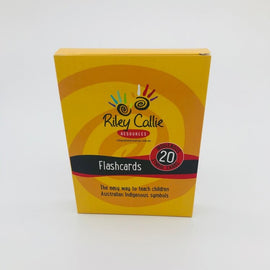 Riley Callie
RESOURCES
Flashcards
20
The easy way to teach children
Australian Indigenous symbols